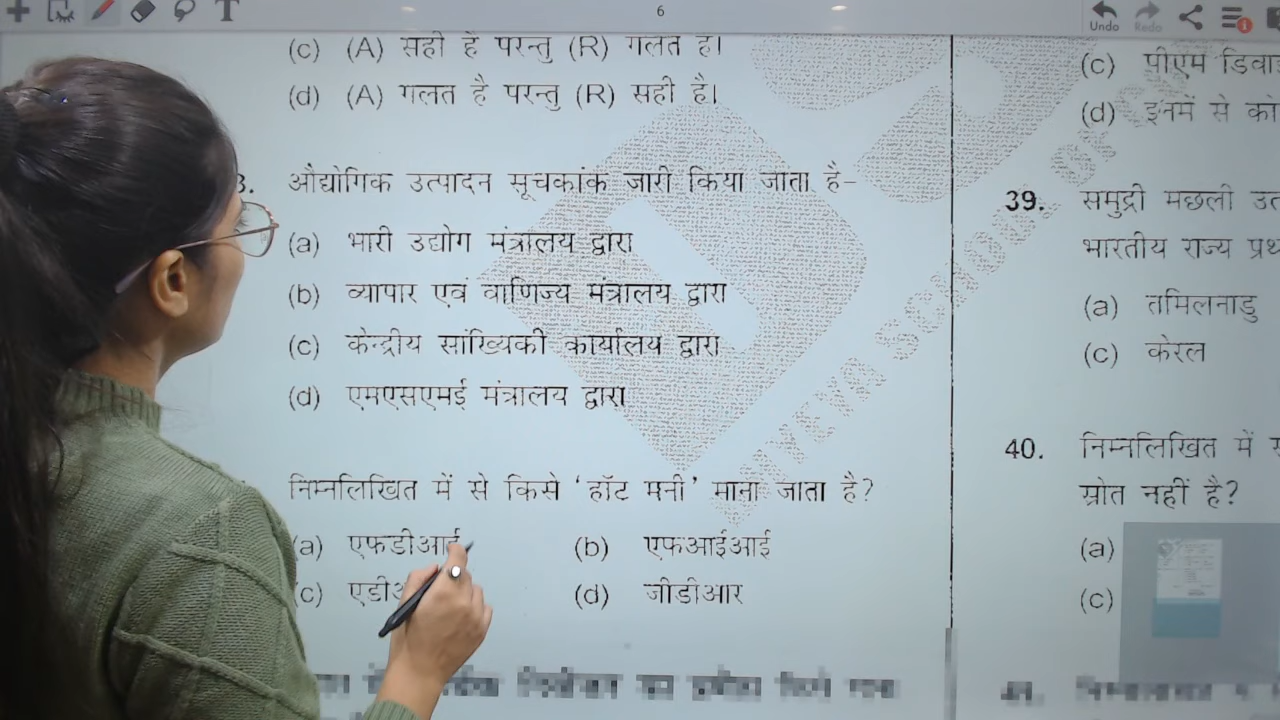 6
Undo
Redo
(c) (A) सही है परन्तु (R) गलत है।
(d) (A) गलत है परन्तु (R) सही है।
3. औद्योगिक उत्पादन सूचकांक जारी किया जाता है–
(a) भारी उद्योग मंत्रालय द्वारा
(b) व्यापार एवं वाणिज्य मंत्रालय द्वारा
(c) केन्द्रीय सांख्यिकी कार्यालय द्वारा
(d) एमएसएमई मंत्रालय द्वारा
निम्नलिखित में से किसे 'हॉट मनी' माना जाता है?
(a) एफडीआई (b) एफआईआई
(c) (d) जीडीआर
(c) पीएम
(d) इनमें से
39. समुद्री मछली
भारतीय राज्य
(a) तमिलनाडु
(c) केरल
40. निम्नलिखित में
स्रोत नहीं है?
(a)
(c)